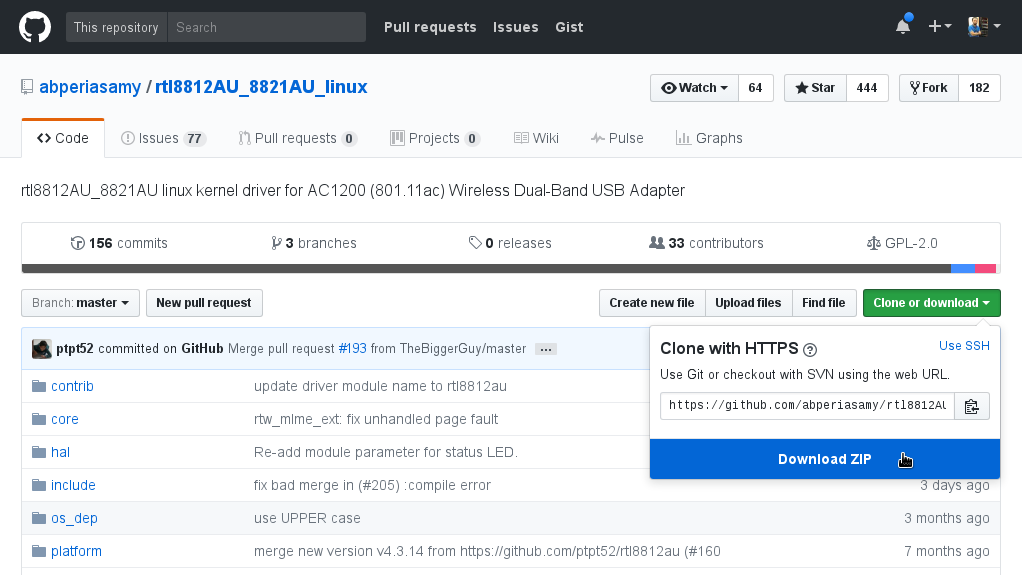 This repository Search Pull requests Issues Gist
abperiasamy / rtl8812AU_8821AU_linux Watch 64 Star 444 Fork 182
Code Issues 77 Pull requests 0 Projects 0 Wiki Pulse Graphs
rtl8812AU_8821AU linux kernel driver for AC1200 (801.11ac) Wireless Dual-Band USB Adapter
156 commits 3 branches 0 releases 33 contributors GPL-2.0
Branch: master New pull request Create new file Upload files Find file Clone or download
ptpt52 committed on GitHub Merge pull request #193 from TheBiggerGuy/master ...
Clone with HTTPS ? Use SSH
Use Git or checkout with SVN using the web URL.
https://github.com/abperiasamy/rtl8812AU
Download ZIP
contrib update driver module name to rtl8812au
core rtw_mlme_ext: fix unhandled page fault
hal Re-add module parameter for status LED.
include fix bad merge in (#205) :compile error 3 days ago
os_dep use UPPER case 3 months ago
platform merge new version v4.3.14 from https://github.com/ptpt52/rtl8812au (#160 7 months ago